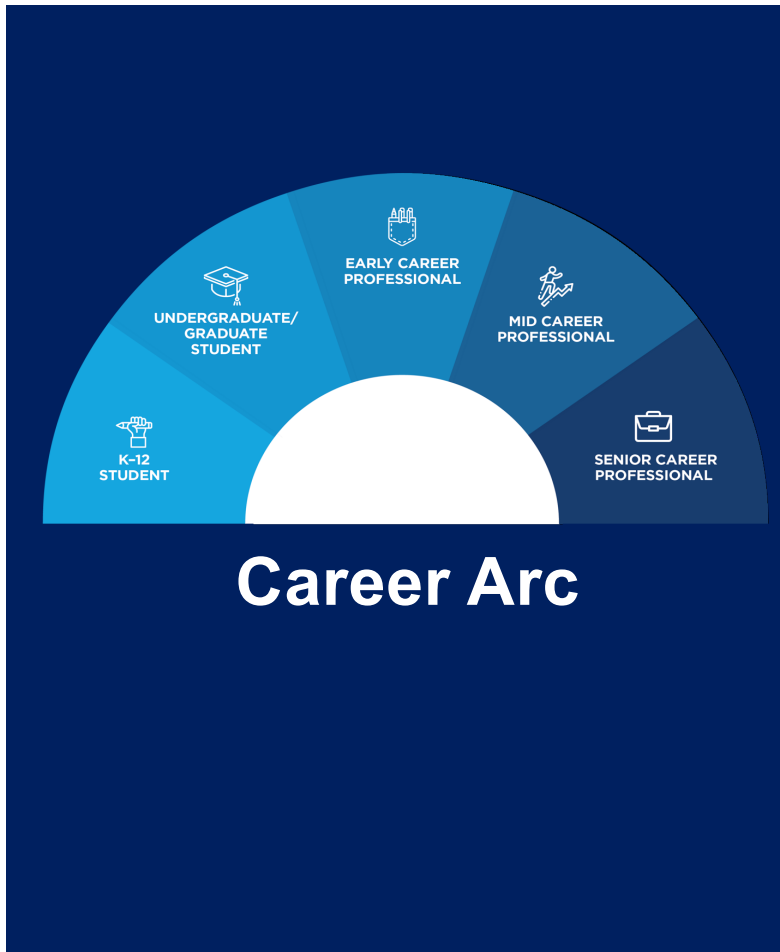 K–12
STUDENT
UNDERGRADUATE/
GRADUATE
STUDENT
EARLY CAREER
PROFESSIONAL
MID CAREER
PROFESSIONAL
SENIOR CAREER
PROFESSIONAL
Career Arc